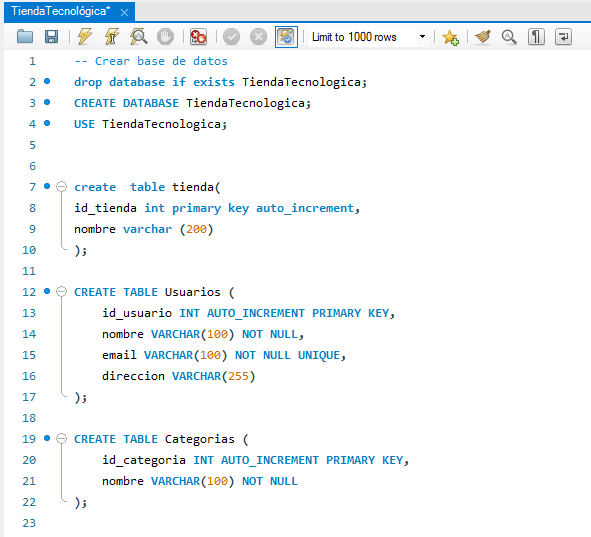 TiendaTecnológica*
Limit to 1000 rows
1 -- Crear base de datos
2 drop database if exists TiendaTecnologica;
3 CREATE DATABASE TiendaTecnologica;
4 USE TiendaTecnologica;
5
6
7 create  table tienda(
8 id_tienda int primary key auto_increment,
9 nombre varchar (200)
10 );
11
12 CREATE TABLE Usuarios (
13     id_usuario INT AUTO_INCREMENT PRIMARY KEY,
14     nombre VARCHAR(100) NOT NULL,
15     email VARCHAR(100) NOT NULL UNIQUE,
16     direccion VARCHAR(255)
17 );
18
19 CREATE TABLE Categorias (
20     id_categoria INT AUTO_INCREMENT PRIMARY KEY,
21     nombre VARCHAR(100) NOT NULL
22 );
23